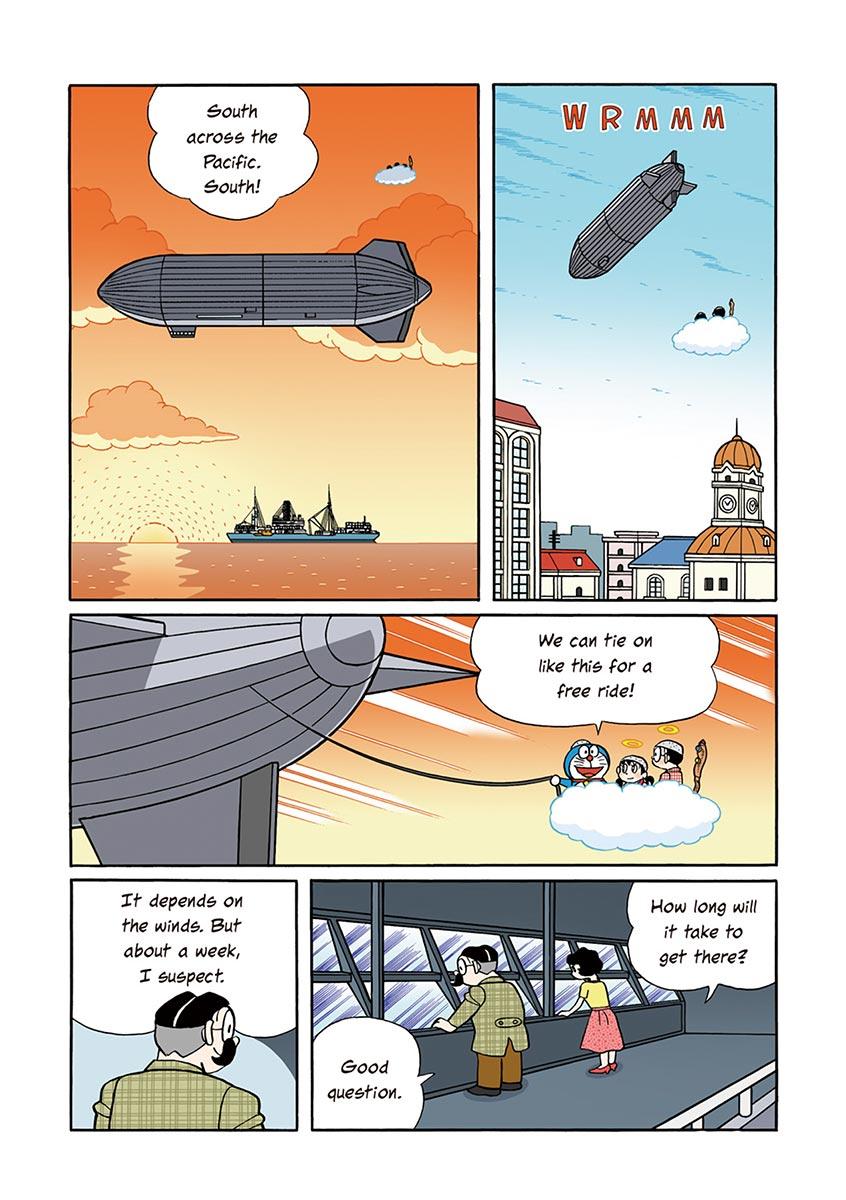 WRMMM
South
across the
Pacific.
South!
We can tie on
like this for a
free ride!
How long will
it take to
get there?
Good
question.
It depends on
the winds. But
about a week,
I suspect.